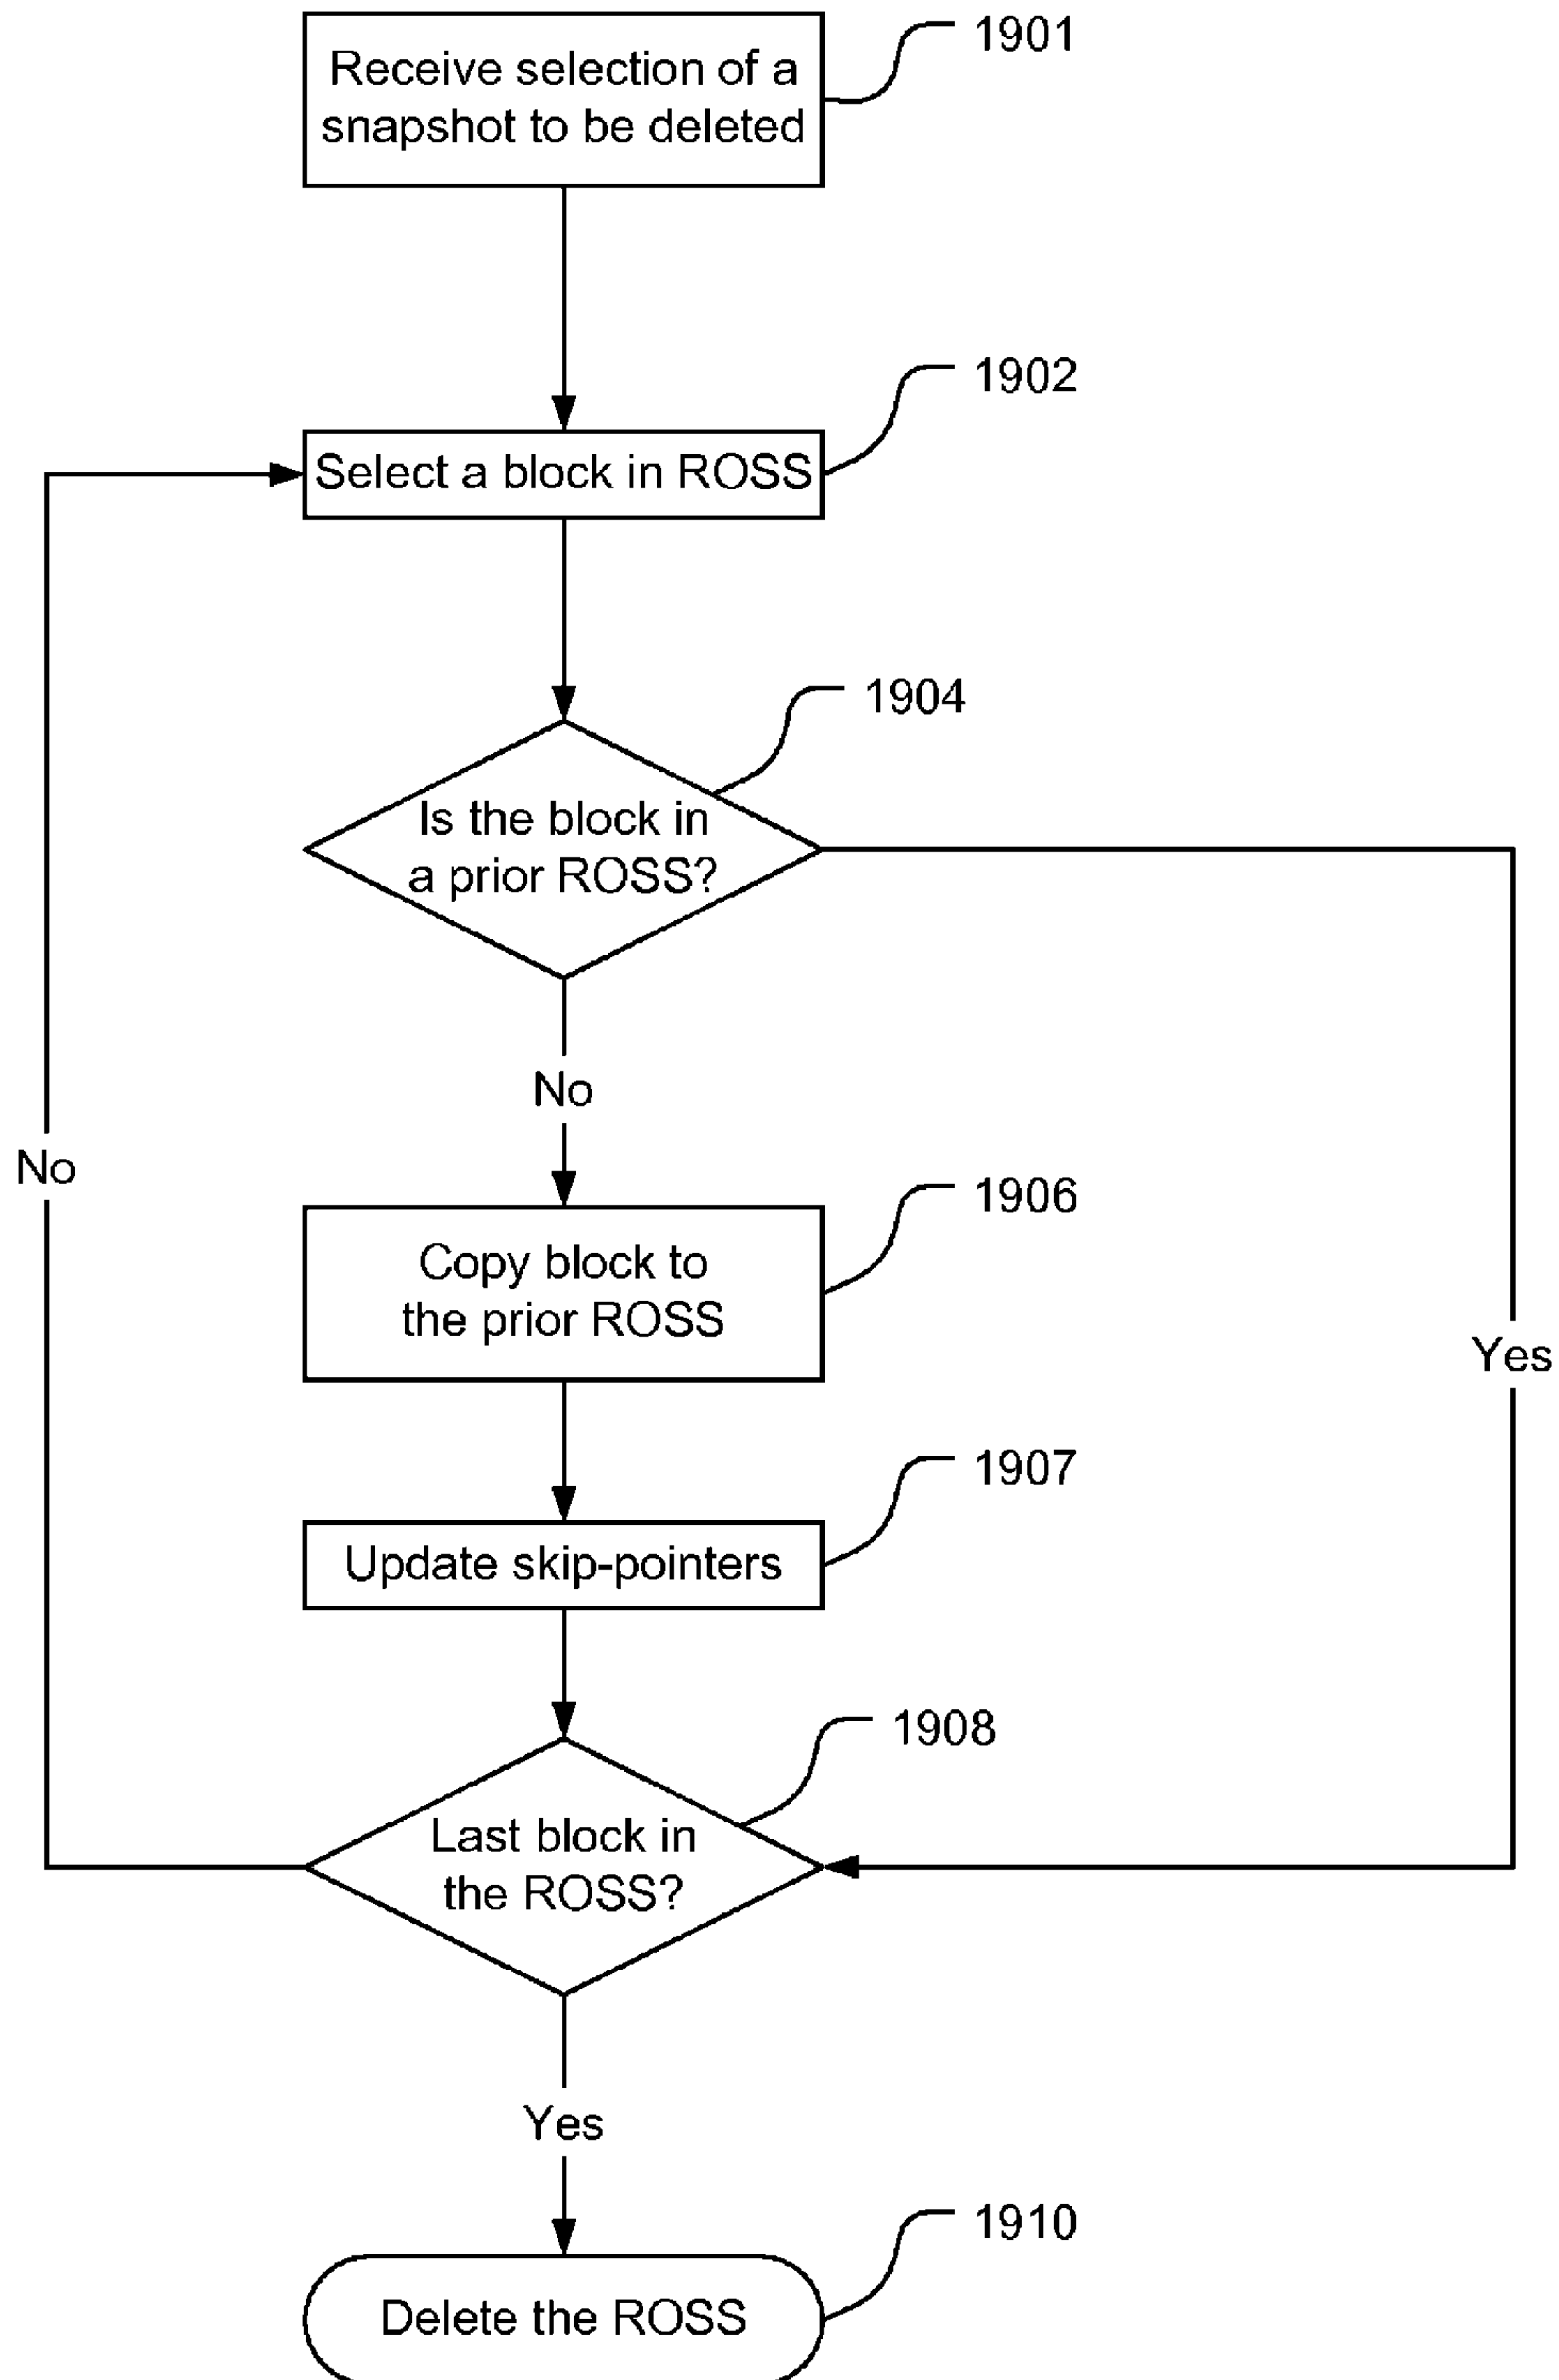 1901
Receive selection of a
snapshot to be deleted
1902
Select a block in ROSS
1904
Is the block in
a prior ROSS?
No
No
1906
Copy block to
the prior ROSS
Yes
1907
Update skip-pointers
1908
Last block in
the ROSS?
Yes
1910
Delete the ROSS